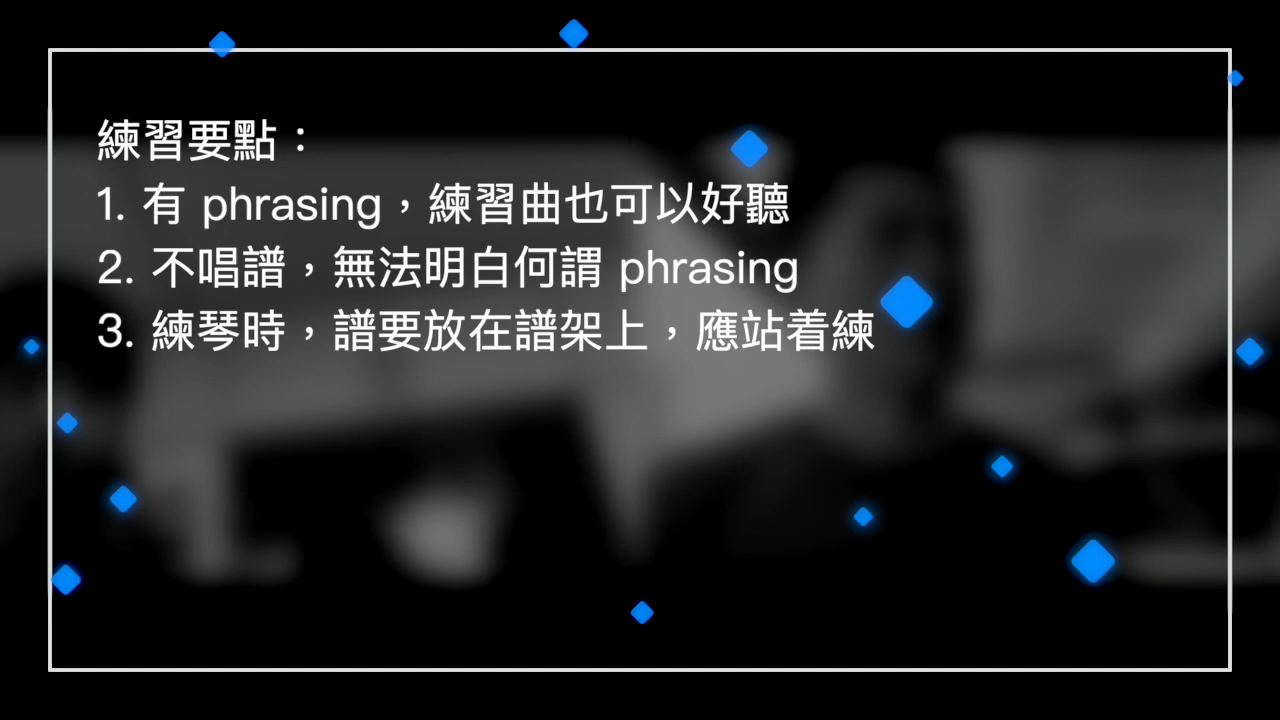 練習要點：
1. 有 phrasing，練習曲也可以好聽
2. 不唱譜，無法明白何謂 phrasing
3. 練琴時，譜要放在譜架上，應站着練